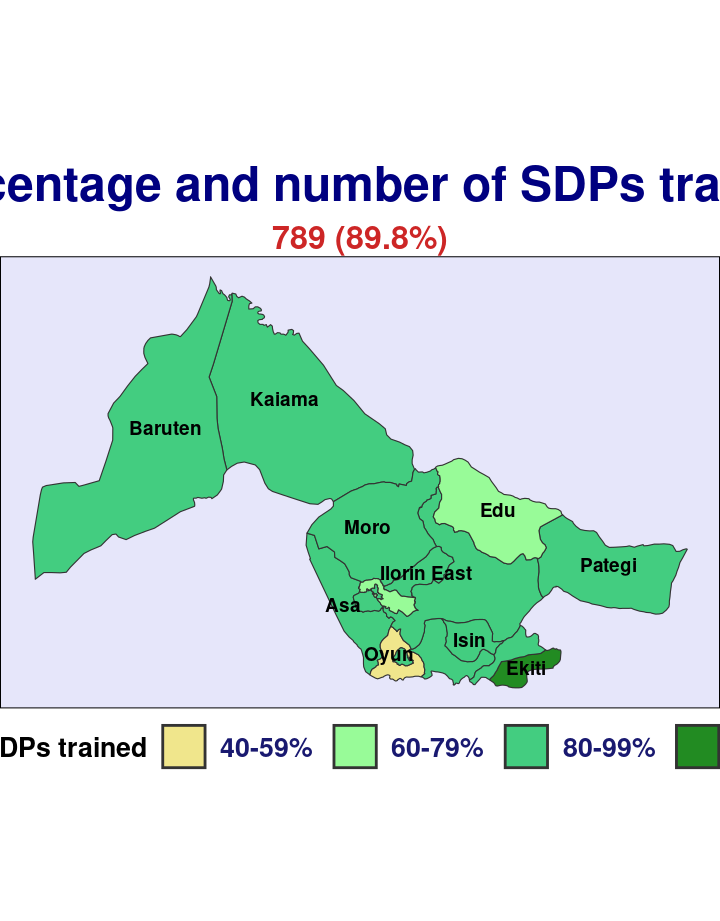 centage and number of SDPs tra
789 (89.8%)
Kaiama
Baruten
Edu
Moro
Pategi
Ilorin East
Asa
Isin
Oyun
Ekiti
DPs trained 40-59% 60-79% 80-99%